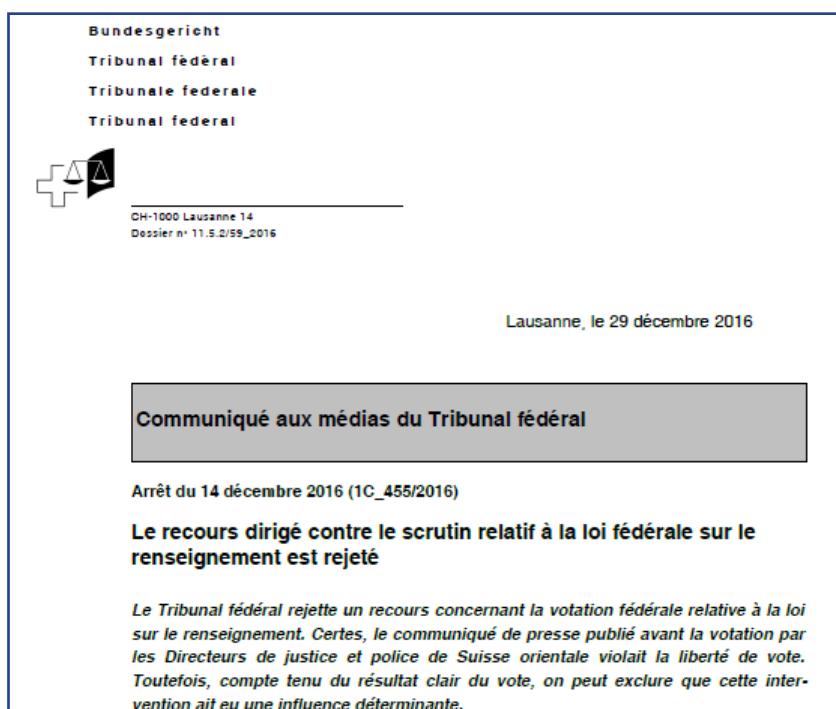 Bundesgericht
Tribunal fédéral
Tribunale federale
Tribunal federal
CH-1000 Lausanne 14
Dossier n° 11.5.2/59_2016
Lausanne, le 29 décembre 2016
Communiqué aux médias du Tribunal fédéral
Arrêt du 14 décembre 2016 (1C_455/2016)
Le recours dirigé contre le scrutin relatif à la loi fédérale sur le
renseignement est rejeté
Le Tribunal fédéral rejette un recours concernant la votation fédérale relative à la loi
sur le renseignement. Certes, le communiqué de presse publié avant la votation par
les Directeurs de justice et police de Suisse orientale violait la liberté de vote.
Toutefois, compte tenu du résultat clair du vote, on peut exclure que cette inter-
vention ait eu une influence déterminante.